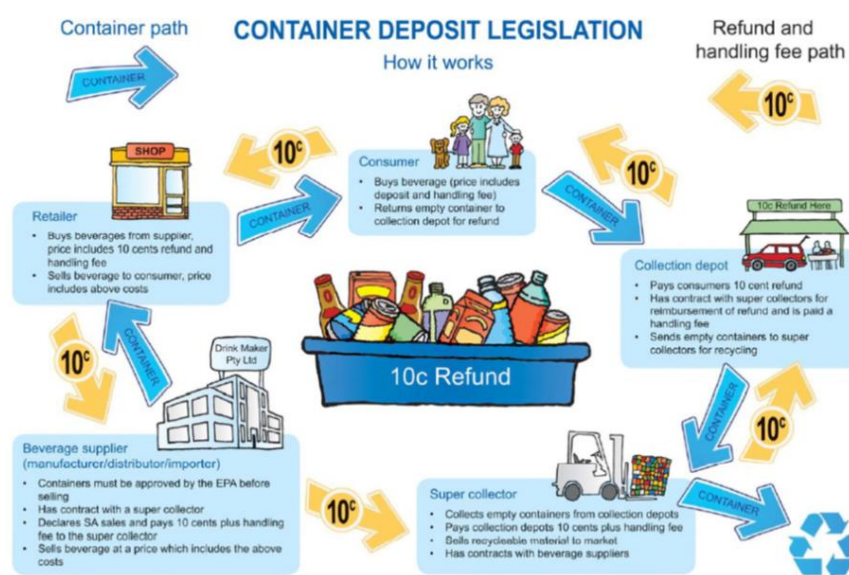 Container path
CONTAINER DEPOSIT LEGISLATION
How it works
Refund and
handling fee path
CONTAINER
10c
SHOP
10c
Consumer
• Buys beverage (price includes
deposit and handling fee)
• Returns empty container to
collection depot for refund
10c
CONTAINER
CONTAINER
Retailer
• Buys beverages from supplier,
price includes 10 cents refund and
handling fee
• Sells beverage to consumer, price
includes above costs
10c Refund Here
Collection depot
• Pays consumers 10 cent refund
• Has contract with super collectors for
reimbursement of refund and is paid a
handling fee
• Sends empty containers to super
collectors for recycling
10c
CONTAINER
Drink Maker
Pty Ltd
10c Refund
CONTAINER
10c
Beverage supplier
(manufacturer/distributor/importer)
• Containers must be approved by the EPA before
selling
• Has contract with a super collector
• Declares SA sales and pays 10 cents plus handling
fee to the super collector
• Sells beverage at a price which includes the above
costs
10c
Super collector
• Collects empty containers from collection depots
• Pays collection depots 10 cents plus handling fee
• Sells recycleable material to market
• Has contracts with beverage suppliers
CONTAINER